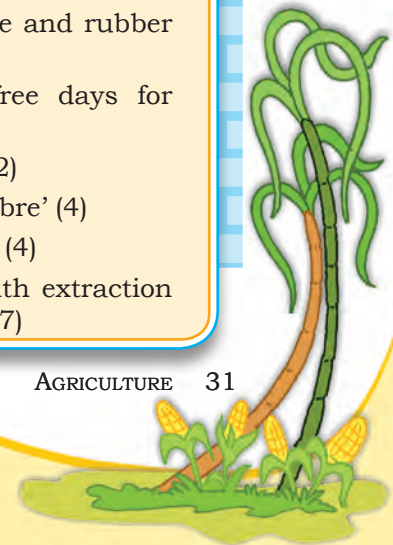 e and rubber
free days for
2)
bre’ (4)
(4)
th extraction
7)
AGRICULTURE 31